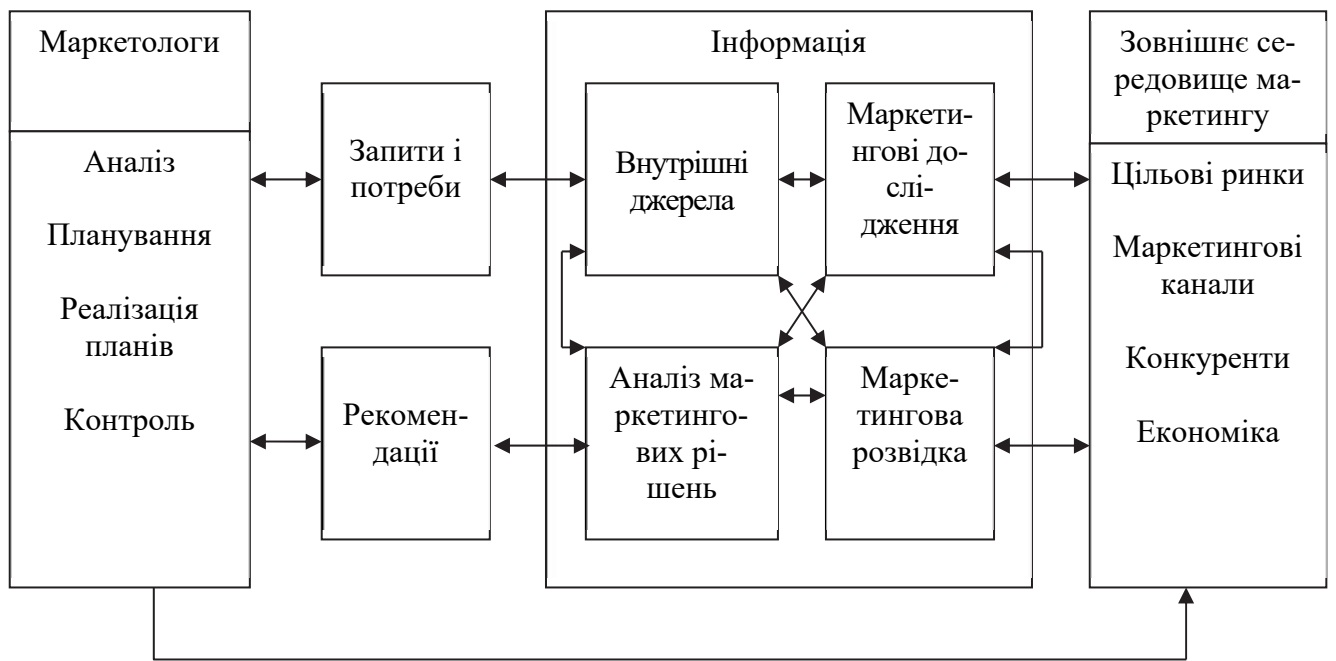 Маркетологи
Аналіз
Планування
Реалізація
планів
Контроль
Запити і
потреби
Рекомен-
дації
Інформація
Внутрішні
джерела
Маркети-
нгові до-
слі-
дження
Аналіз ма-
ркетинго-
вих рі-
шень
Марке-
тингова
розвідка
Зовнішнє се-
редовище ма-
ркетингу
Цільові ринки
Маркетингові
канали
Конкуренти
Економіка